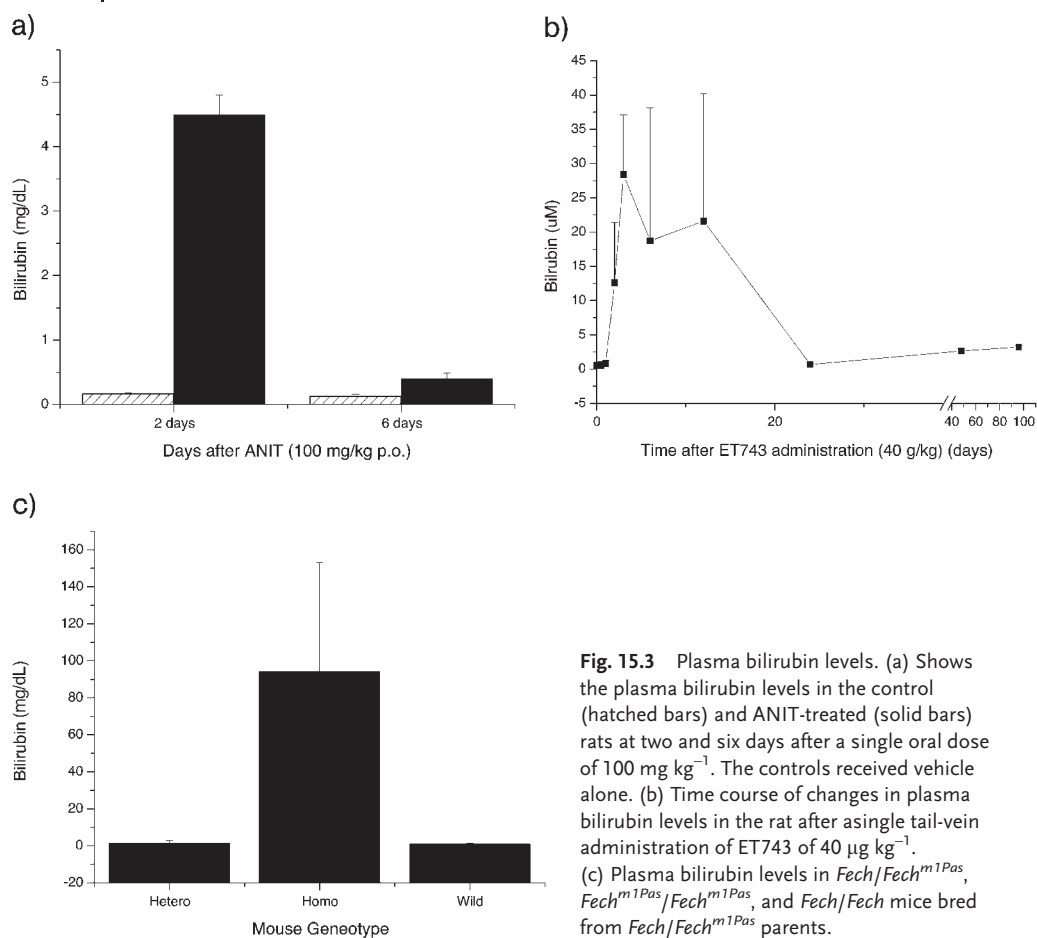 a)
5
4
3
2
1
0
Bilirubin (mg/dL)
2 days
6 days
Days after ANIT (100 mg/kg p.o.)
b)
45
40
35
30
25
20
15
10
5
0
-5
Bilrubin (uM)
0
20
40 60 80 100
Time after ET743 administration (40 g/kg) (days)
c)
160
140
120
100
80
60
40
20
0
-20
Bilirubin (mg/dL)
Hetero
Homo
Wild
Mouse Geneotype
Fig. 15.3 Plasma bilirubin levels. (a) Shows
the plasma bilirubin levels in the control
(hatched bars) and ANIT-treated (solid bars)
rats at two and six days after a single oral dose
of 100 mg kg⁻¹. The controls received vehicle
alone. (b) Time course of changes in plasma
bilirubin levels in the rat after asingle tail-vein
administration of ET743 of 40 μg kg⁻¹.
(c) Plasma bilirubin levels in Fech/Fechᵐ¹ᴾᵃˢ,
Fechᵐ¹ᴾᵃˢ/Fechᵐ¹ᴾᵃˢ, and Fech/Fech mice bred
from Fech/Fechᵐ¹ᴾᵃˢ parents.